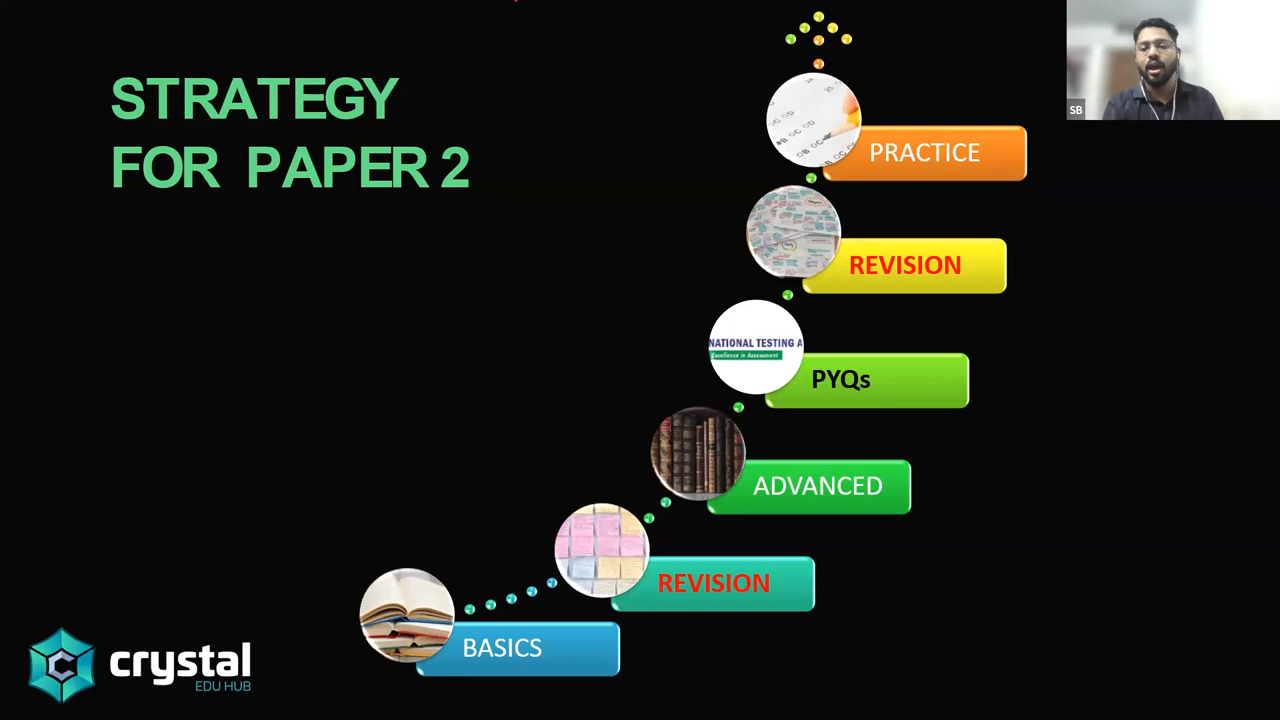 STRATEGY
FOR PAPER 2
SB
PRACTICE
REVISION
NATIONAL TESTING A
Excellence in Assessment
PYQs
ADVANCED
REVISION
BASICS
crystal
EDU HUB